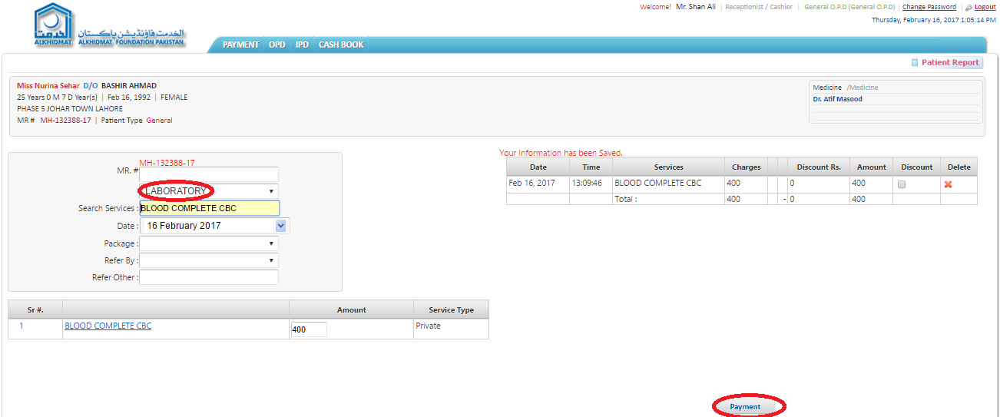 Welcome! Mr. Shan Ali | Receptionist / Cashier | General O.P.D (General O.P.D) | Change Password | Logout
Thursday, February 16, 2017 1:05:14 PM
الخدمت فاؤنڈیشن پاکستان
الخدمت
ALKHIDMAT
ALKHIDMAT FOUNDATION PAKISTAN
PAYMENT OPD IPD CASH BOOK
Patient Report
Miss Nurina Sehar D/O BASHIR AHMAD
25 Years 0 M 7 D Year(s) | Feb 16, 1992 | FEMALE
PHASE 5 JOHAR TOWN LAHORE
MR # MH-132388-17 | Patient Type General
Medicine /Medicine
Dr. Atif Masood
MH-132388-17
MR. #
LABORATORY
Search Services : BLOOD COMPLETE CBC
Date : 16 February 2017
Package :
Refer By :
Refer Other :
Your Information has been Saved.
Date Time Services Charges Discount Rs. Amount Discount Delete
Feb 16, 2017 13:09:46 BLOOD COMPLETE CBC 400 0 400
Total : 400 - 0 400
Sr #. Amount Service Type
1 BLOOD COMPLETE CBC 400 Private
Payment